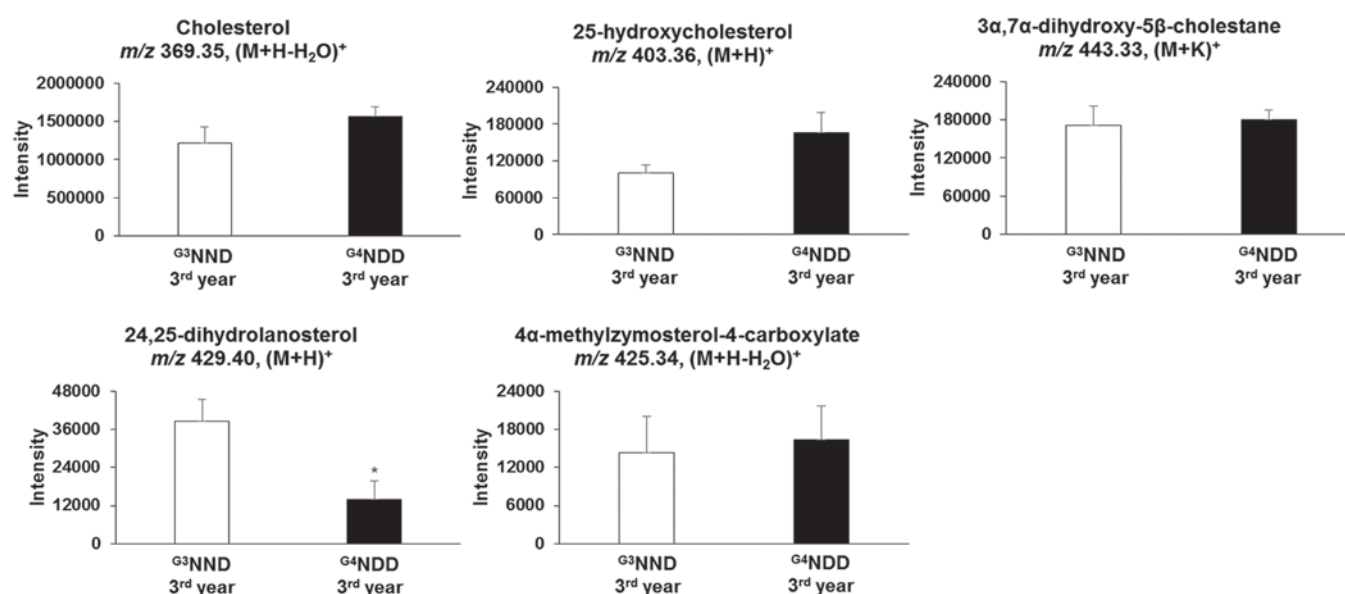 Cholesterol
m/z 369.35, (M+H-H₂O)⁺
Intensity
2000000
1500000
1000000
500000
0
ᴳ³NND
3ʳᵈ year
ᴳ⁴NDD
3ʳᵈ year
25-hydroxycholesterol
m/z 403.36, (M+H)⁺
Intensity
240000
180000
120000
60000
0
ᴳ³NND
3ʳᵈ year
ᴳ⁴NDD
3ʳᵈ year
3α,7α-dihydroxy-5β-cholestane
m/z 443.33, (M+K)⁺
Intensity
240000
180000
120000
60000
0
ᴳ³NND
3ʳᵈ year
ᴳ⁴NDD
3ʳᵈ year
24,25-dihydrolanosterol
m/z 429.40, (M+H)⁺
Intensity
48000
36000
24000
12000
0
*
ᴳ³NND
3ʳᵈ year
ᴳ⁴NDD
3ʳᵈ year
4α-methylzymosterol-4-carboxylate
m/z 425.34, (M+H-H₂O)⁺
Intensity
24000
18000
12000
6000
0
ᴳ³NND
3ʳᵈ year
ᴳ⁴NDD
3ʳᵈ year